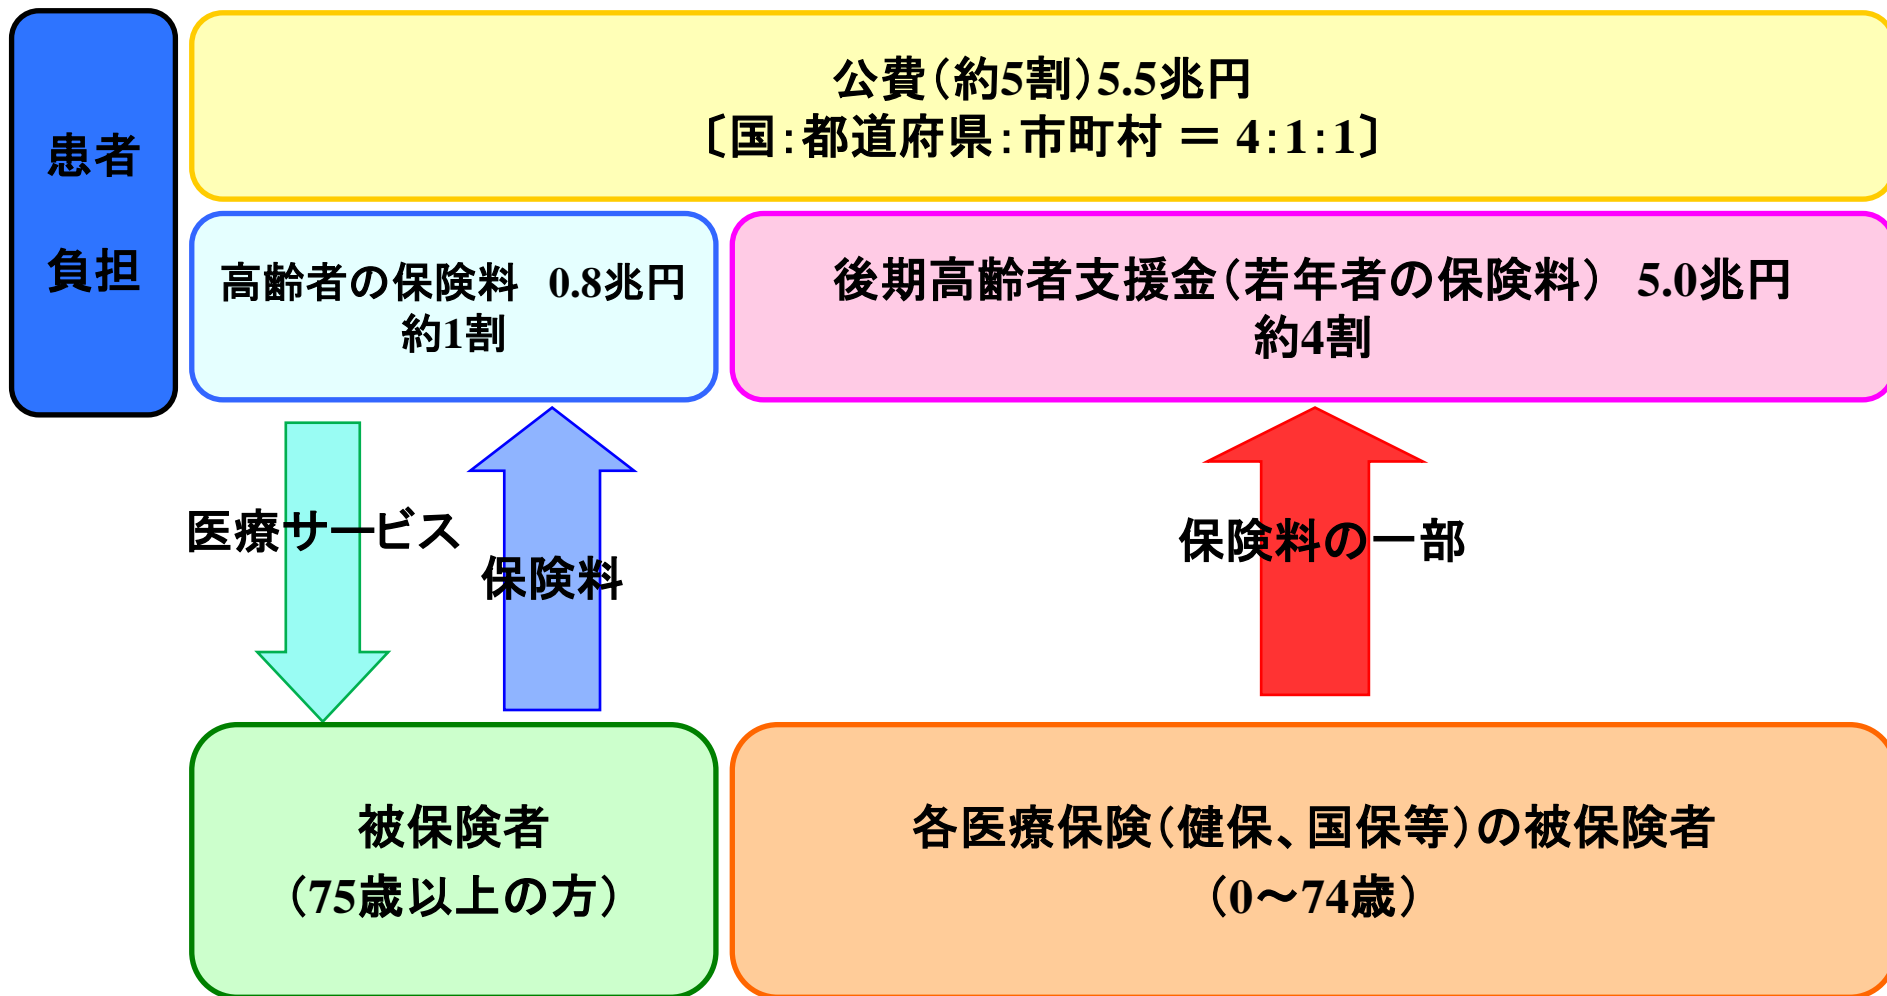 患者
負担
公費（約5割）5.5兆円
〔国：都道府県：市町村 ＝ 4：1：1〕
高齢者の保険料　0.8兆円
約1割
後期高齢者支援金（若年者の保険料）　5.0兆円
約4割
医療サービス
保険料
保険料の一部
被保険者
（75歳以上の方）
各医療保険（健保、国保等）の被保険者
（0～74歳）